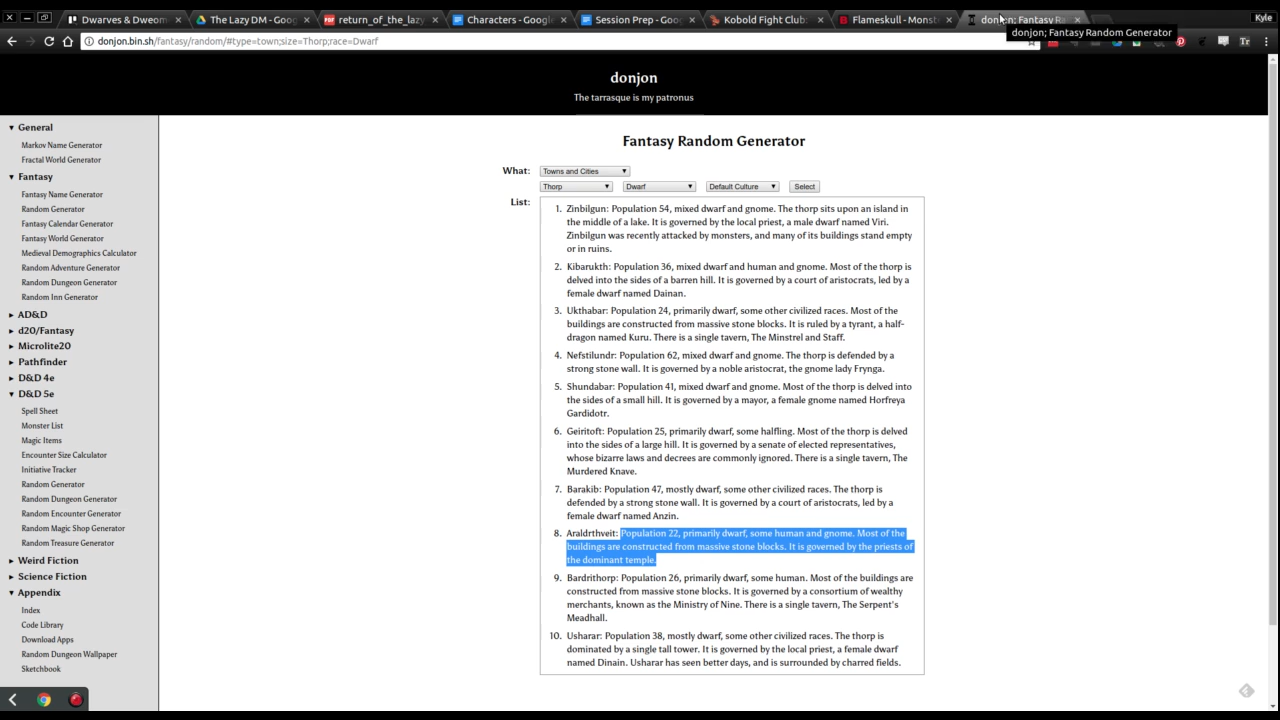 Dwarves & Dweom
The Lazy DM - Goo
return_of_the_lazy
Characters - Google
Session Prep - Goo
Kobold Fight Club:
Flameskull - Monst
donjon; Fantasy Ra
Kyle
donjon.bin.sh/fantasy/random/#type=town;size=Thorp;race=Dwarf
donjon; Fantasy Random Generator
donjon
The tarrasque is my patronus
General
Markov Name Generator
Fractal World Generator
Fantasy
Fantasy Name Generator
Random Generator
Fantasy Calendar Generator
Fantasy World Generator
Medieval Demographics Calculator
Random Adventure Generator
Random Dungeon Generator
Random Inn Generator
AD&D
d20/Fantasy
Microlite20
Pathfinder
D&D 4e
D&D 5e
Spell Sheet
Monster List
Magic Items
Encounter Size Calculator
Initiative Tracker
Random Generator
Random Dungeon Generator
Random Encounter Generator
Random Magic Shop Generator
Random Treasure Generator
Weird Fiction
Science Fiction
Appendix
Index
Code Library
Download Apps
Random Dungeon Wallpaper
Sketchbook
Fantasy Random Generator
What: Towns and Cities
Thorp Dwarf Default Culture Select
List:
1. Zinbilgun: Population 54, mixed dwarf and gnome. The thorp sits upon an island in
the middle of a lake. It is governed by the local priest, a male dwarf named Viri.
Zinbilgun was recently attacked by monsters, and many of its buildings stand empty
or in ruins.
2. Kibarukth: Population 36, mixed dwarf and human and gnome. Most of the thorp is
delved into the sides of a barren hill. It is governed by a court of aristocrats, led by a
female dwarf named Dainan.
3. Ukthabar: Population 24, primarily dwarf, some other civilized races. Most of the
buildings are constructed from massive stone blocks. It is ruled by a tyrant, a half-
dragon named Kuru. There is a single tavern, The Minstrel and Staff.
4. Nefstilundr: Population 62, mixed dwarf and gnome. The thorp is defended by a
strong stone wall. It is governed by a noble aristocrat, the gnome lady Frynga.
5. Shundabar: Population 41, mixed dwarf and gnome. Most of the thorp is delved into
the sides of a small hill. It is governed by a mayor, a female gnome named Horfreya
Gardidotr.
6. Geiritoft: Population 25, primarily dwarf, some halfling. Most of the thorp is delved
into the sides of a large hill. It is governed by a senate of elected representatives,
whose bizarre laws and decrees are commonly ignored. There is a single tavern, The
Murdered Knave.
7. Barakib: Population 47, mostly dwarf, some other civilized races. The thorp is
defended by a strong stone wall. It is governed by a court of aristocrats, led by a
female dwarf named Anzin.
8. Araldrthveit: Population 22, primarily dwarf, some human and gnome. Most of the
buildings are constructed from massive stone blocks. It is governed by the priests of
the dominant temple.
9. Bardrithorp: Population 26, primarily dwarf, some human. Most of the buildings are
constructed from massive stone blocks. It is governed by a consortium of wealthy
merchants, known as the Ministry of Nine. There is a single tavern, The Serpent's
Meadhall.
10. Usharar: Population 38, mostly dwarf, some other civilized races. The thorp is
dominated by a single tall tower. It is governed by the local priest, a female dwarf
named Dinain. Usharar has seen better days, and is surrounded by charred fields.